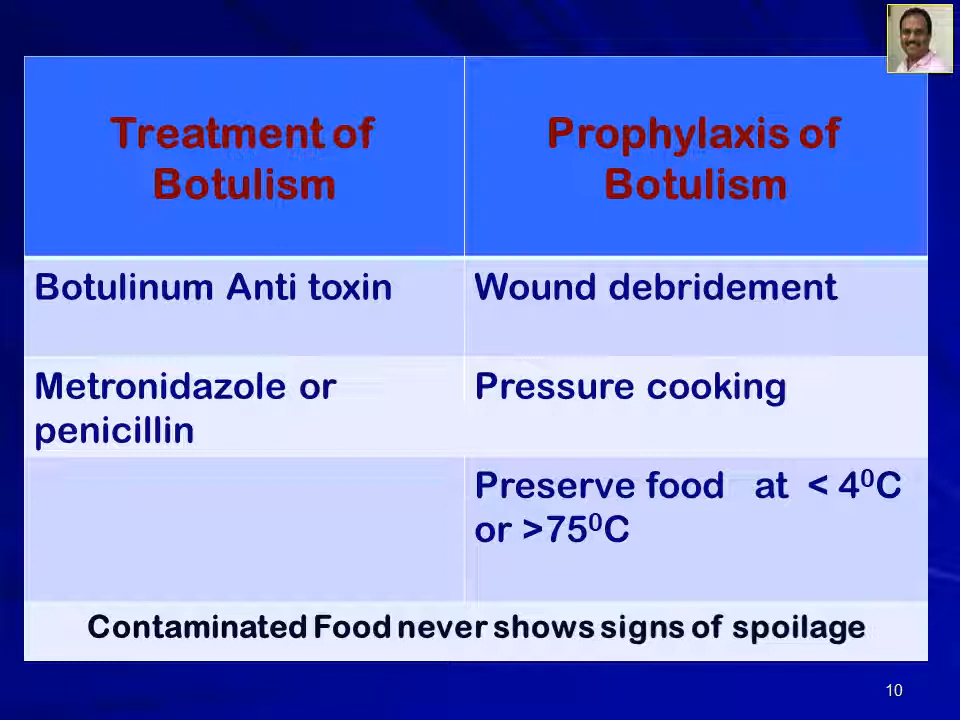 Treatment of
Botulism
Prophylaxis of
Botulism
Botulinum Anti toxin
Wound debridement
Metronidazole or
penicillin
Pressure cooking
Preserve food at < 4⁰C
or >75⁰C
Contaminated Food never shows signs of spoilage
10